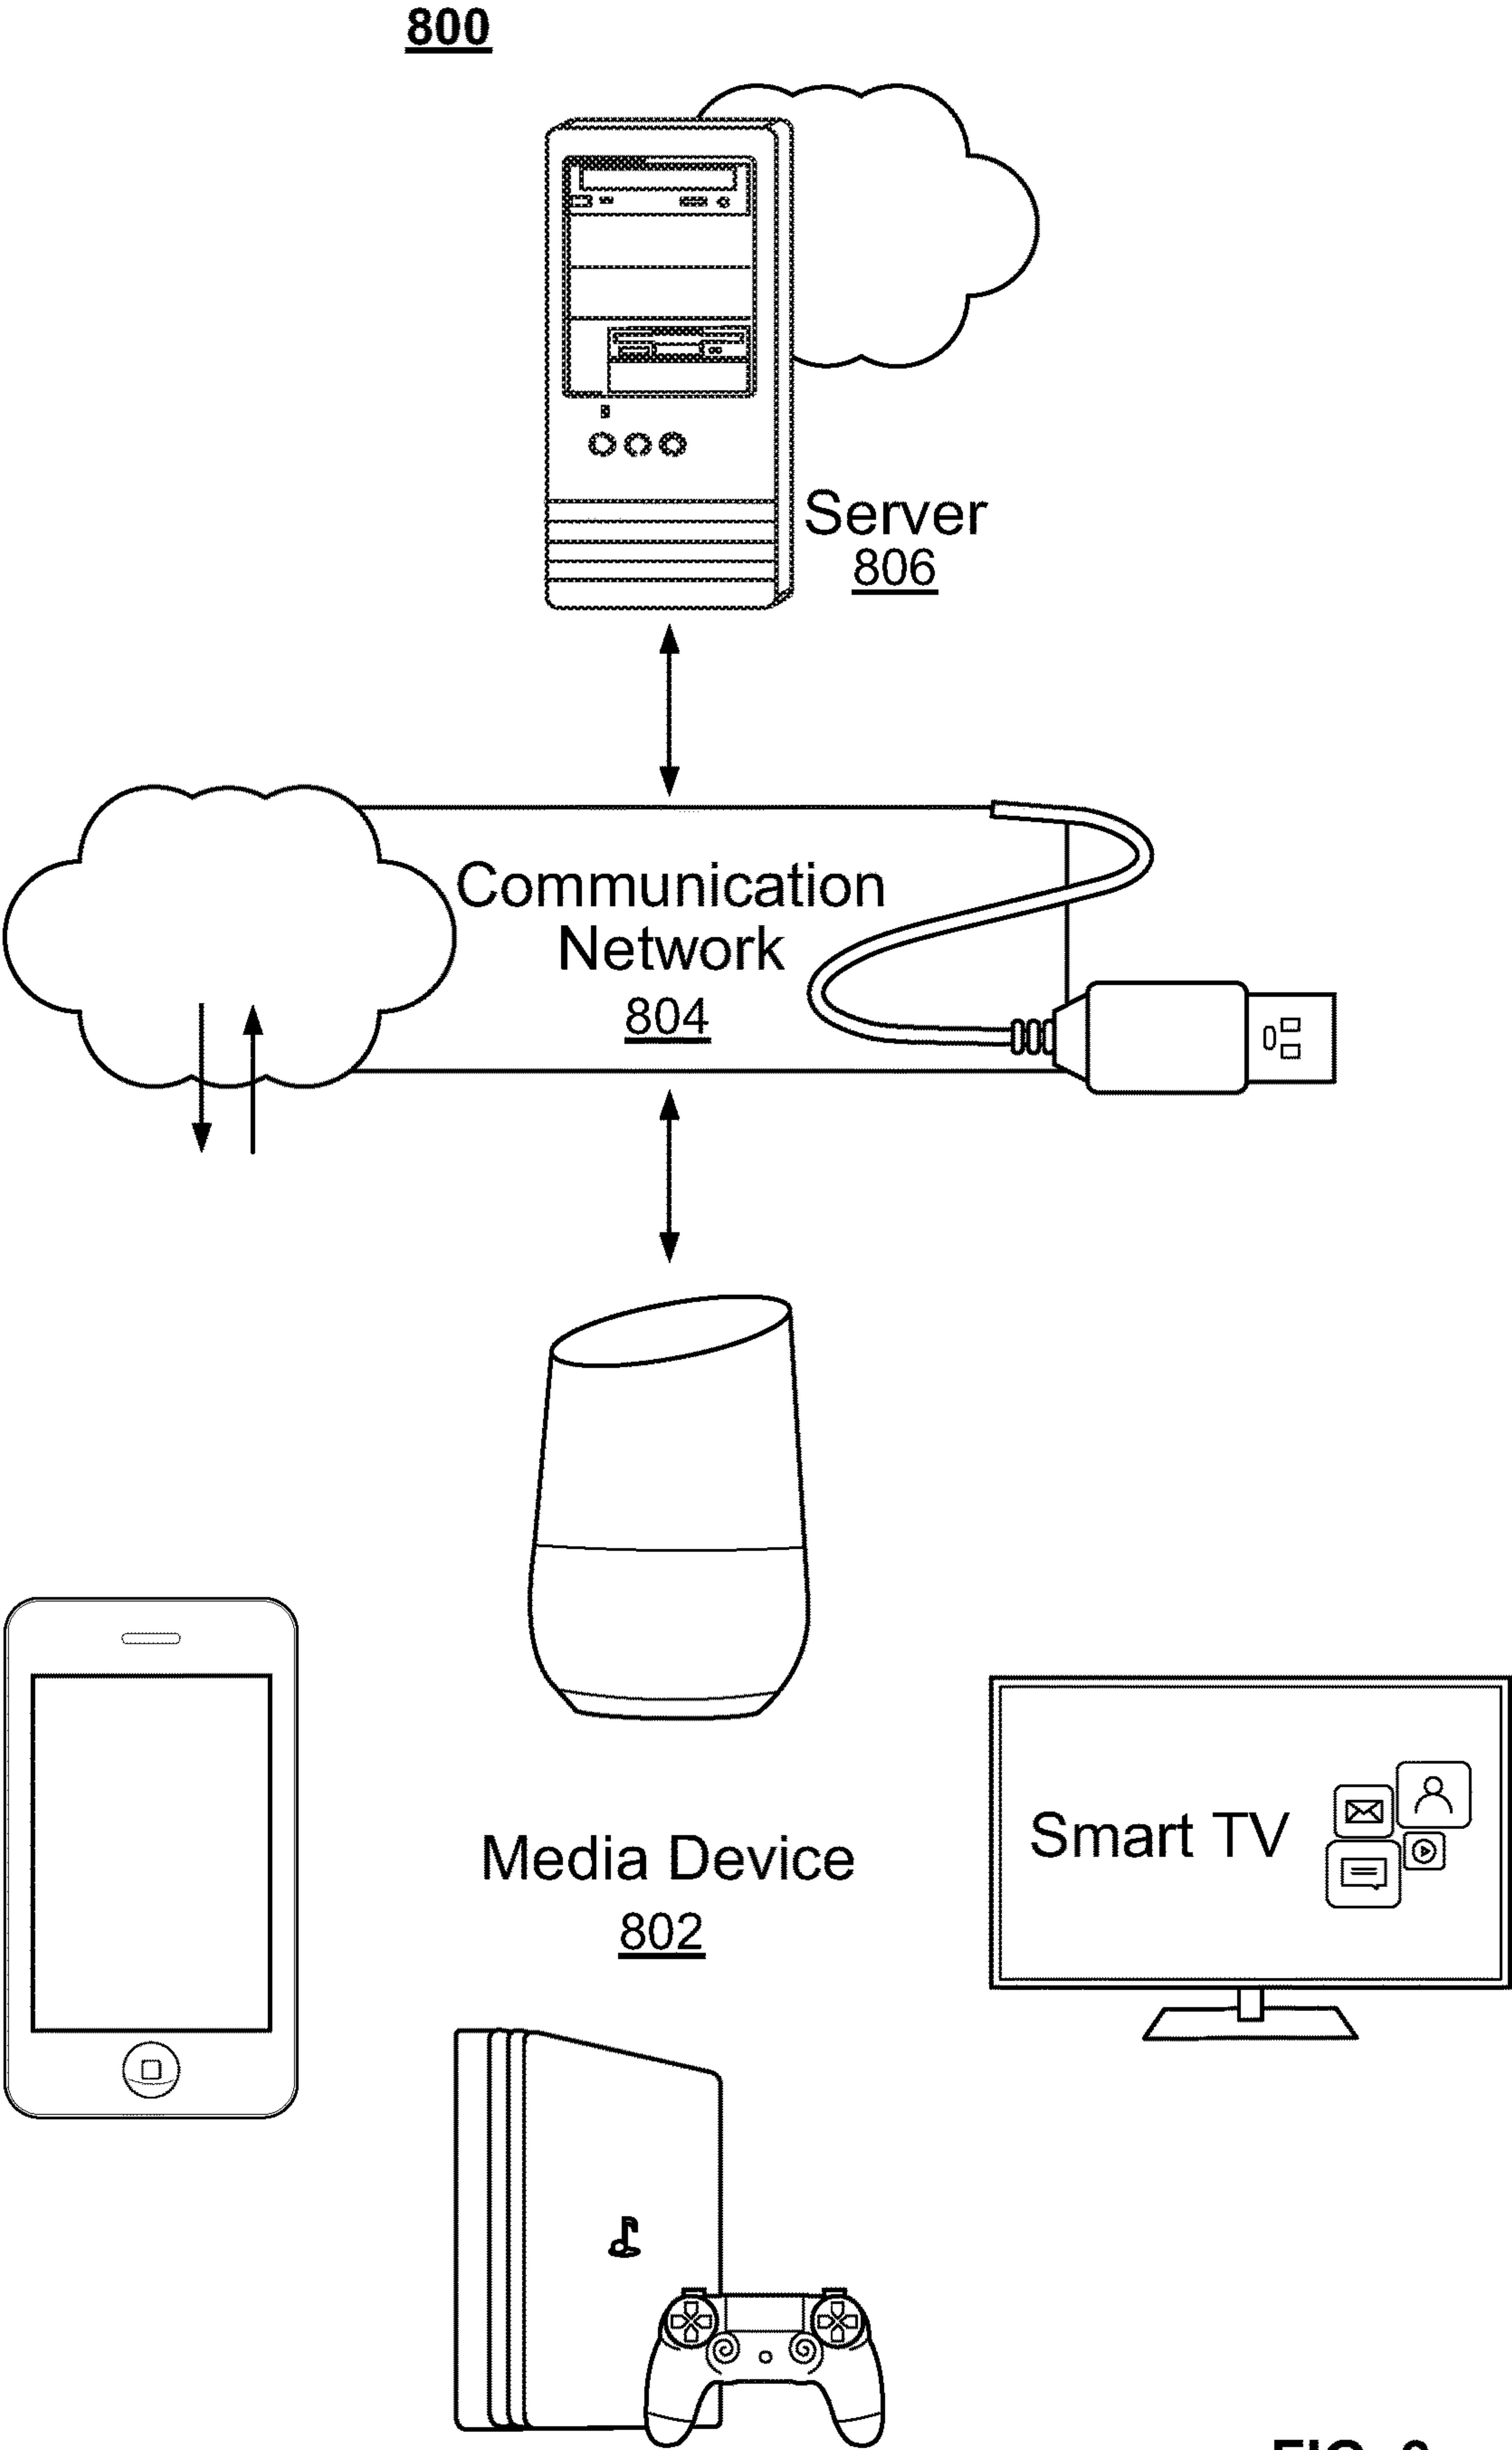 800
Server
806
Communication
Network
804
Smart TV
Media Device
802